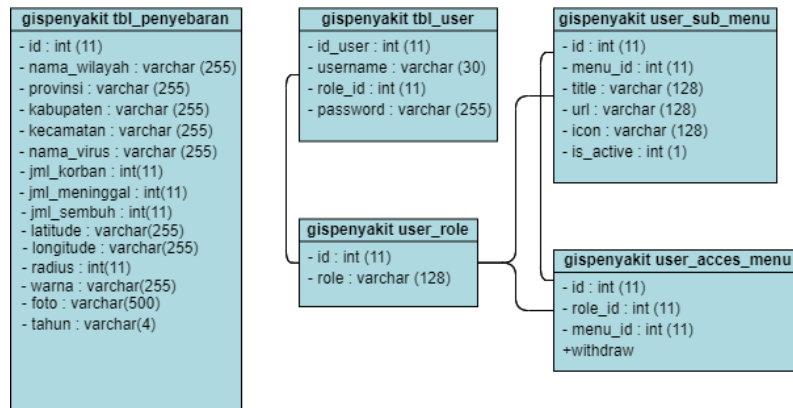 gispenyakit tbl_penyebaran
- id : int (11)
- nama_wilayah : varchar (255)
- provinsi : varchar (255)
- kabupaten : varchar (255)
- kecamatan : varchar (255)
- nama_virus : varchar (255)
- jml_korban : int(11)
- jml_meninggal : int(11)
- jml_sembuh : int(11)
- latitude : varchar(255)
- longitude : varchar(255)
- radius : int(11)
- warna : varchar(255)
- foto : varchar(500)
- tahun : varchar(4)
gispenyakit tbl_user
- id_user : int (11)
- username : varchar (30)
- role_id : int (11)
- password : varchar (255)
gispenyakit user_role
- id : int (11)
- role : varchar (128)
gispenyakit user_sub_menu
- id : int (11)
- menu_id : int (11)
- title : varchar (128)
- url : varchar (128)
- icon : varchar (128)
- is_active : int (1)
gispenyakit user_acces_menu
- id : int (11)
- role_id : int (11)
- menu_id : int (11)
+withdraw